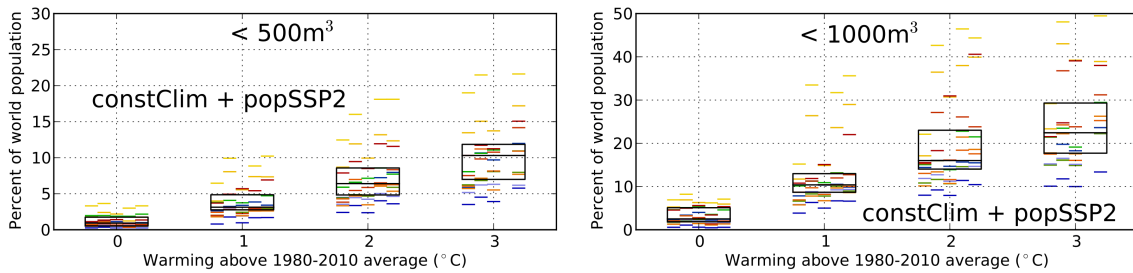 Percent of world population
30
25
20
15
10
5
0
< 500m³
constClim + popSSP2
0 1 2 3
Warming above 1980-2010 average (°C)
Percent of world population
50
40
30
20
10
0
< 1000m³
constClim + popSSP2
0 1 2 3
Warming above 1980-2010 average (°C)